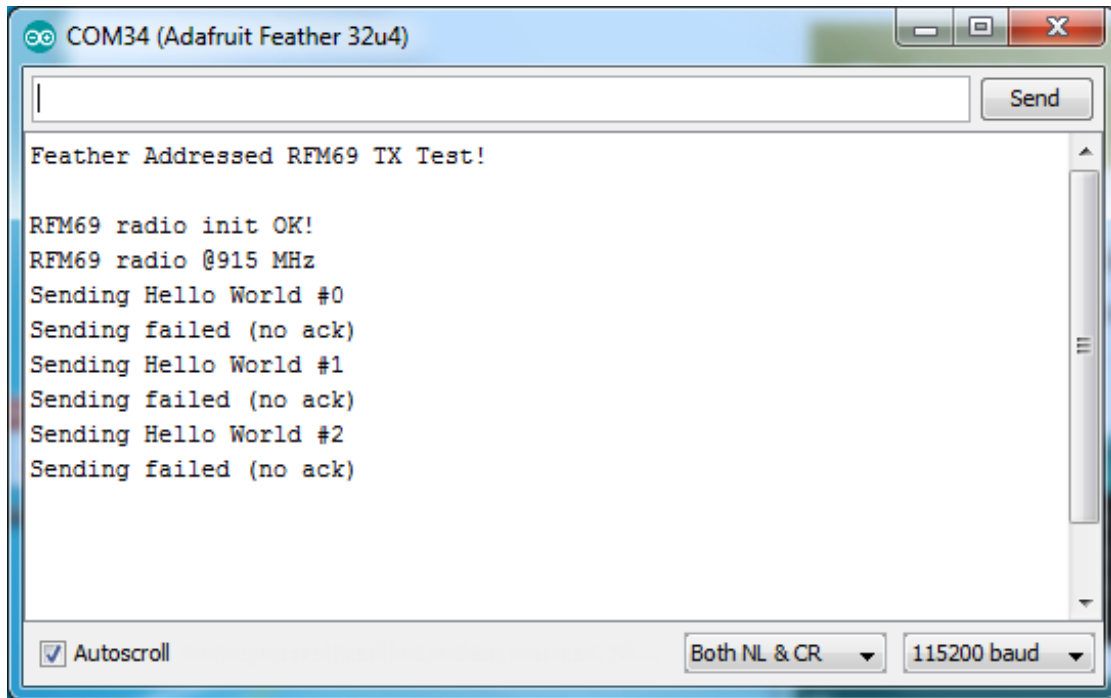 COM34 (Adafruit Feather 32u4)
Send
Feather Addressed RFM69 TX Test!
RFM69 radio init OK!
RFM69 radio @915 MHz
Sending Hello World #0
Sending failed (no ack)
Sending Hello World #1
Sending failed (no ack)
Sending Hello World #2
Sending failed (no ack)
Autoscroll
Both NL & CR
115200 baud